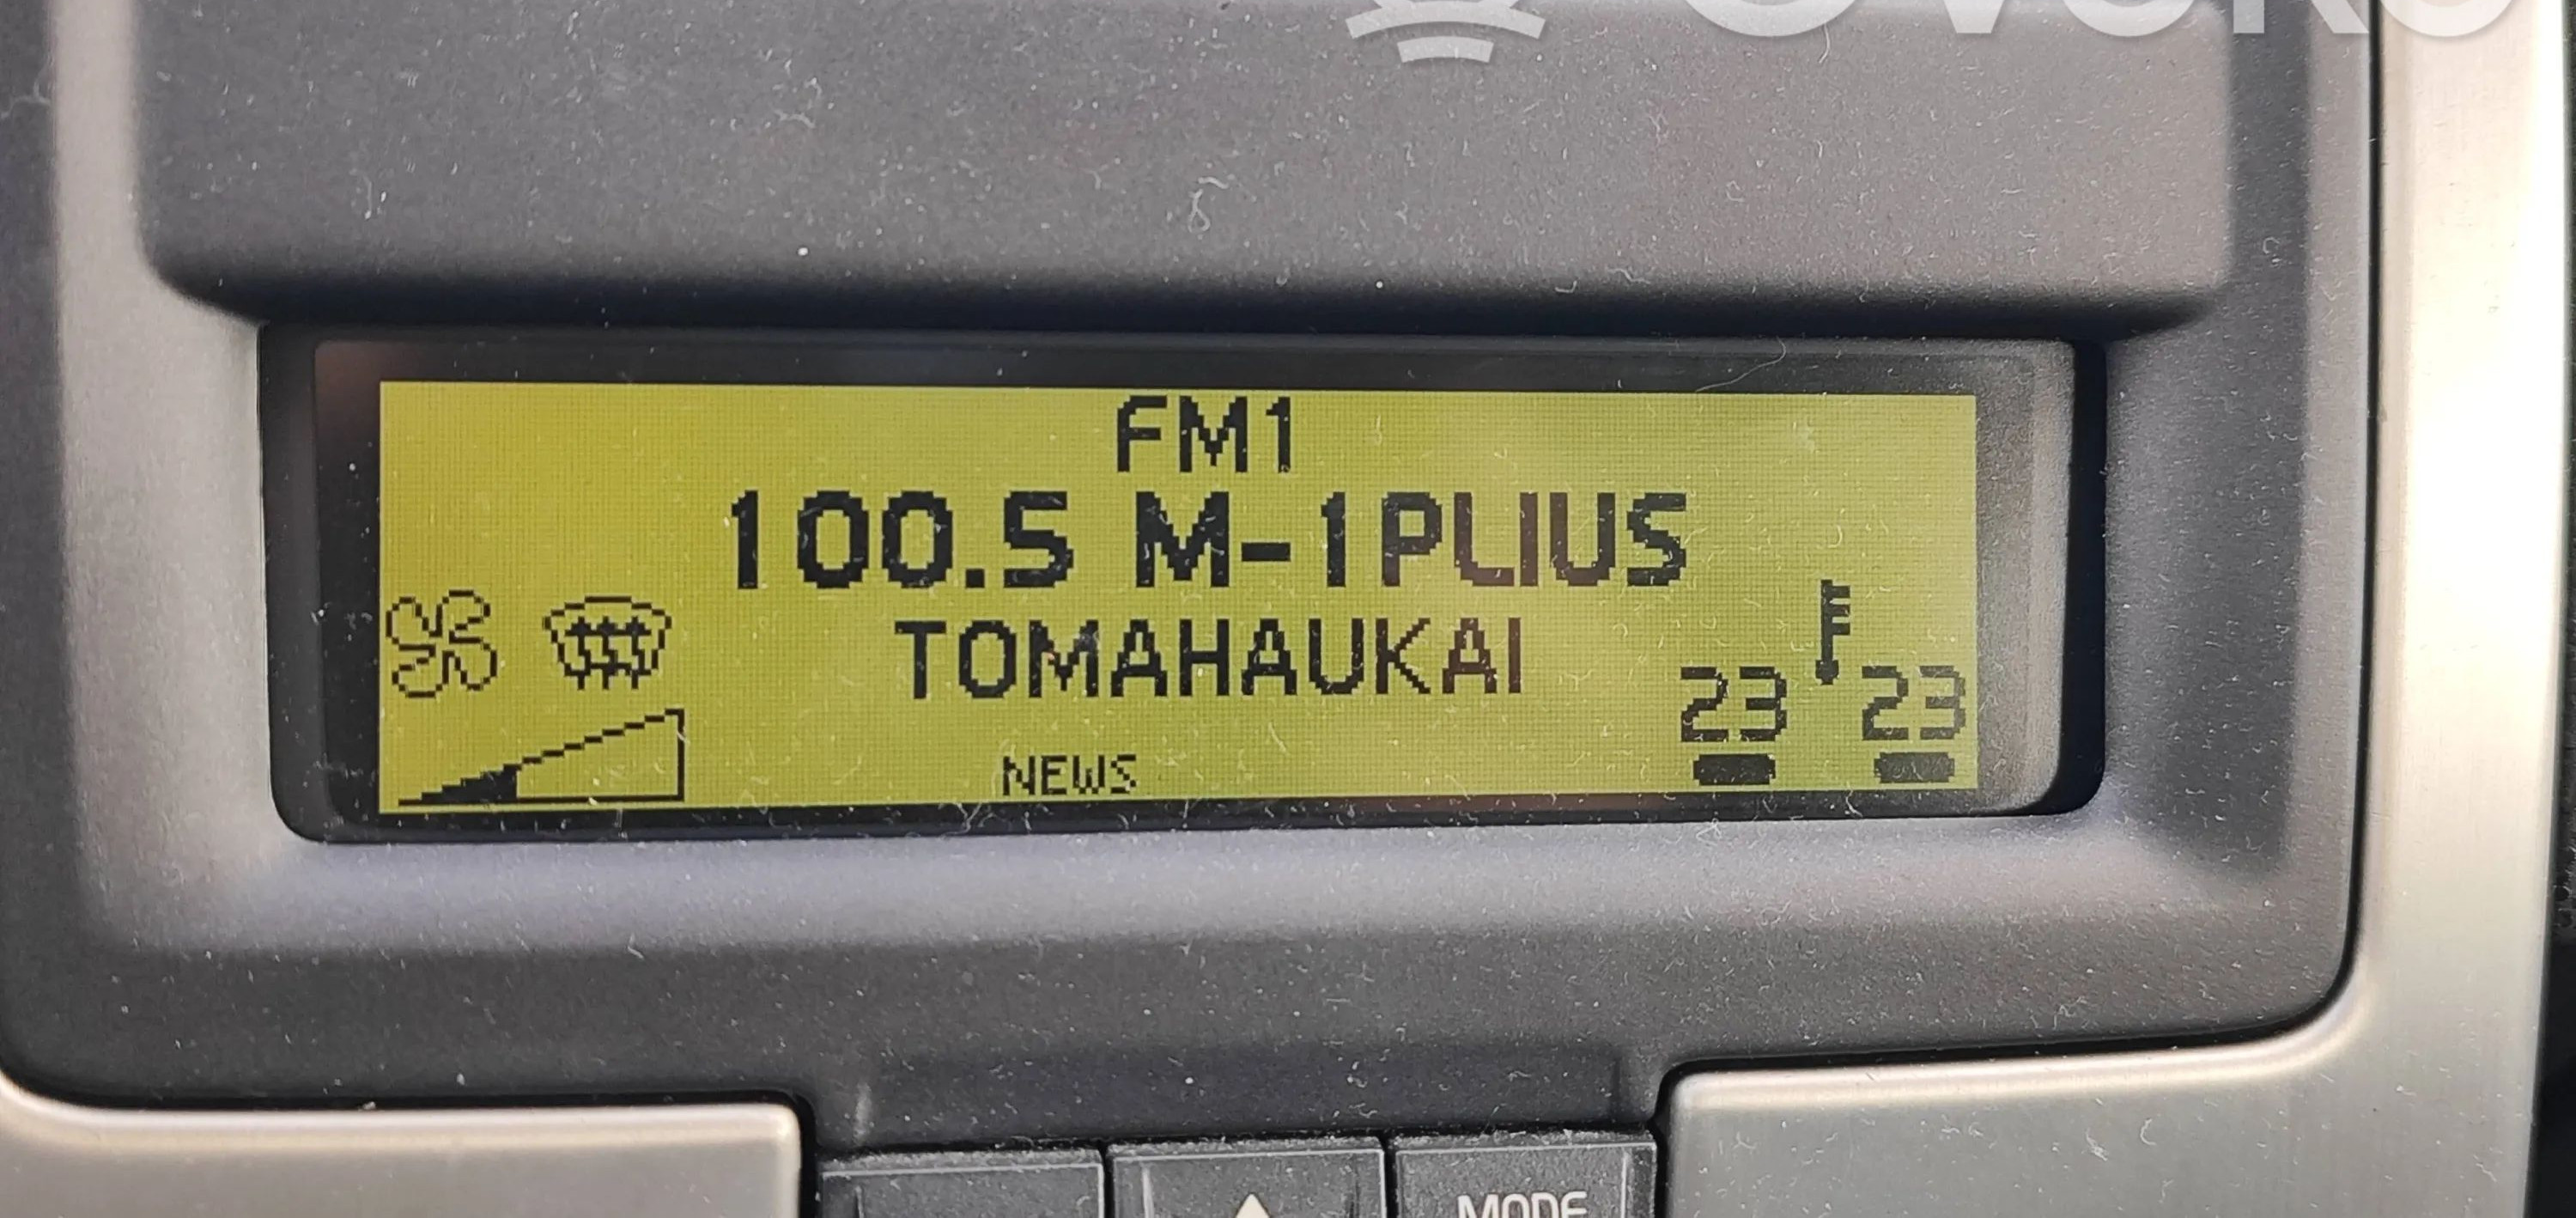 FM1
100.5 M-1PLIUS
TOMAHAUKAI
23 23
NEWS
MODE